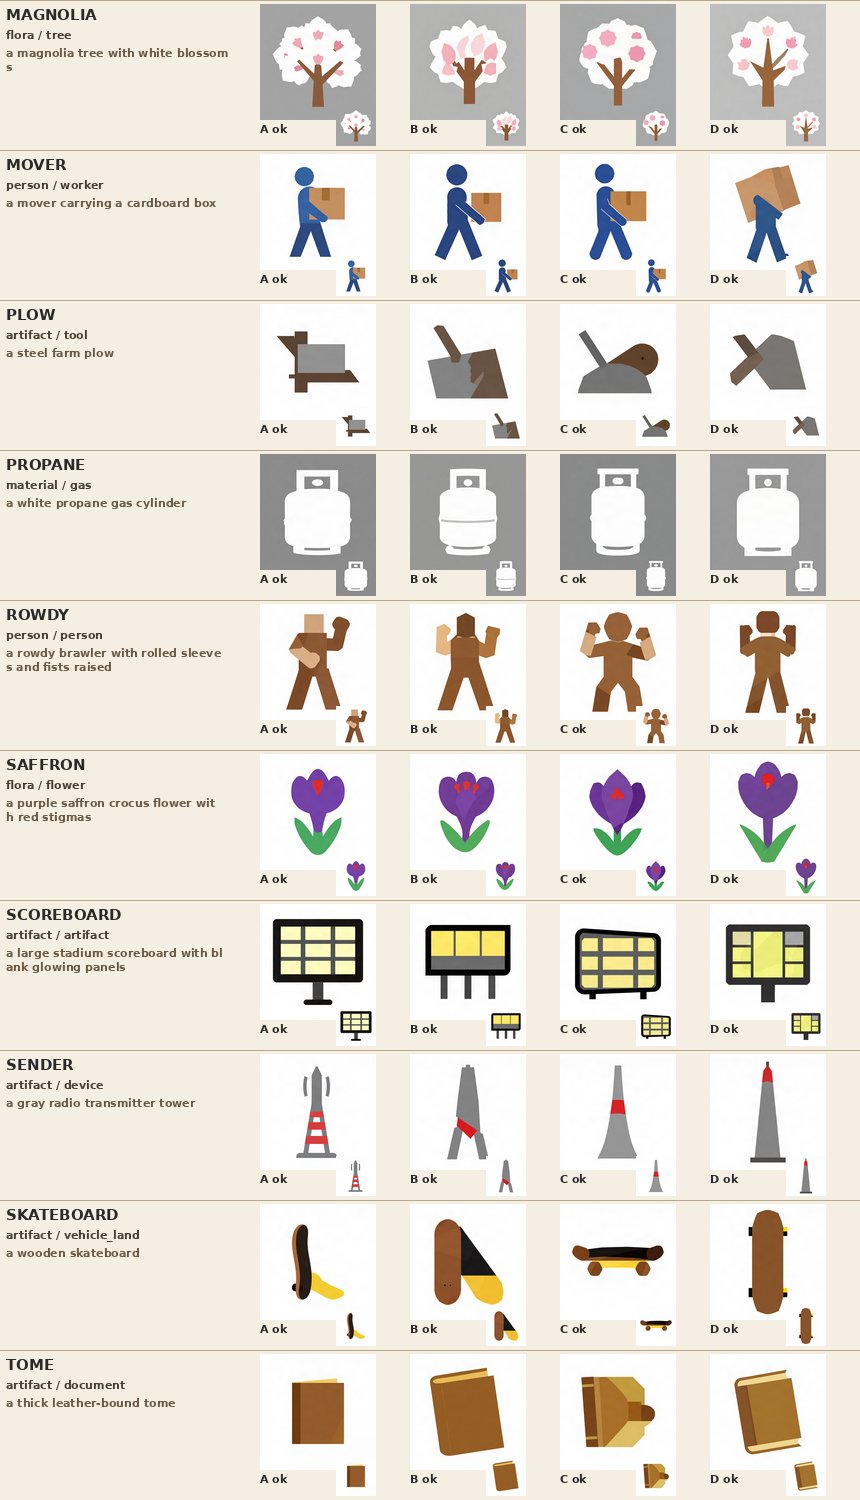 MAGNOLIA
flora / tree
a magnolia tree with white blossom
s
A ok
B ok
C ok
D ok
MOVER
person / worker
a mover carrying a cardboard box
A ok
B ok
C ok
D ok
PLOW
artifact / tool
a steel farm plow
A ok
B ok
C ok
D ok
PROPANE
material / gas
a white propane gas cylinder
A ok
B ok
C ok
D ok
ROWDY
person / person
a rowdy brawler with rolled sleeve
s and fists raised
A ok
B ok
C ok
D ok
SAFFRON
flora / flower
a purple saffron crocus flower wit
h red stigmas
A ok
B ok
C ok
D ok
SCOREBOARD
artifact / artifact
a large stadium scoreboard with bl
ank glowing panels
A ok
B ok
C ok
D ok
SENDER
artifact / device
a gray radio transmitter tower
A ok
B ok
C ok
D ok
SKATEBOARD
artifact / vehicle_land
a wooden skateboard
A ok
B ok
C ok
D ok
TOME
artifact / document
a thick leather-bound tome
A ok
B ok
C ok
D ok